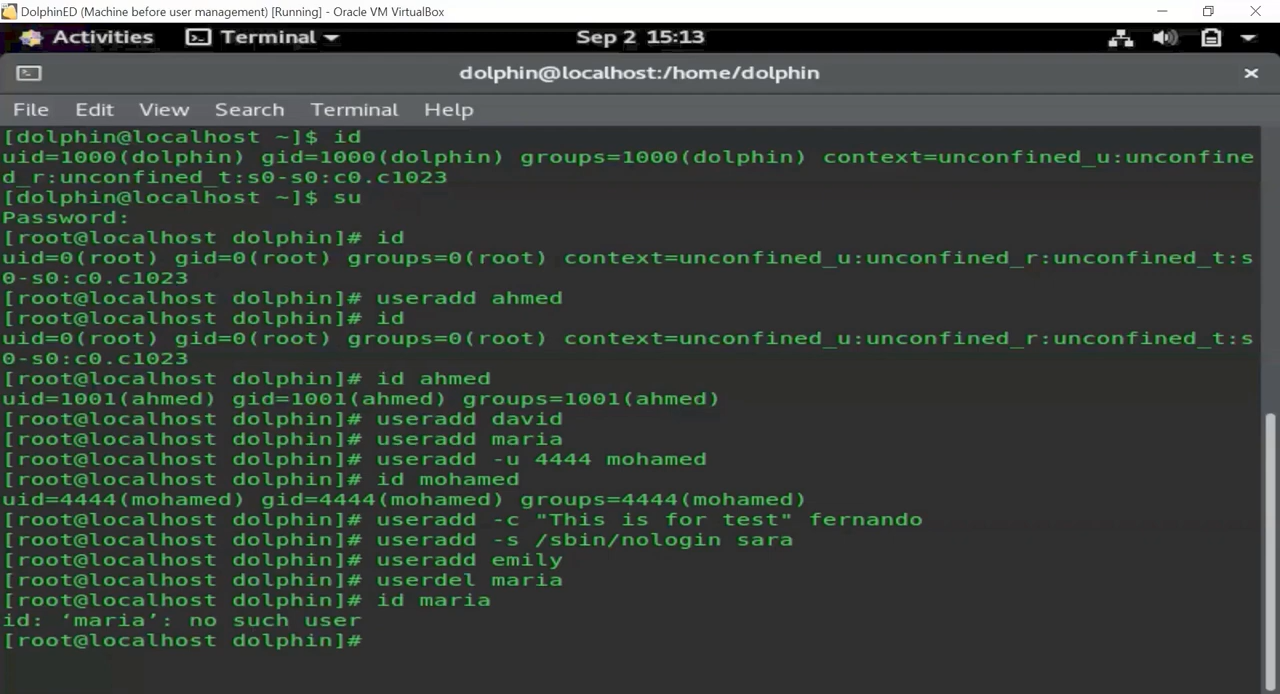 DolphinED (Machine before user management) [Running] - Oracle VM VirtualBox
Activities Terminal Sep 2 15:13
dolphin@localhost:/home/dolphin
File Edit View Search Terminal Help
[dolphin@localhost ~]$ id
uid=1000(dolphin) gid=1000(dolphin) groups=1000(dolphin) context=unconfined_u:unconfine
d_r:unconfined_t:s0-s0:c0.c1023
[dolphin@localhost ~]$ su
Password:
[root@localhost dolphin]# id
uid=0(root) gid=0(root) groups=0(root) context=unconfined_u:unconfined_r:unconfined_t:s
0-s0:c0.c1023
[root@localhost dolphin]# useradd ahmed
[root@localhost dolphin]# id
uid=0(root) gid=0(root) groups=0(root) context=unconfined_u:unconfined_r:unconfined_t:s
0-s0:c0.c1023
[root@localhost dolphin]# id ahmed
uid=1001(ahmed) gid=1001(ahmed) groups=1001(ahmed)
[root@localhost dolphin]# useradd david
[root@localhost dolphin]# useradd maria
[root@localhost dolphin]# useradd -u 4444 mohamed
[root@localhost dolphin]# id mohamed
uid=4444(mohamed) gid=4444(mohamed) groups=4444(mohamed)
[root@localhost dolphin]# useradd -c "This is for test" fernando
[root@localhost dolphin]# useradd -s /sbin/nologin sara
[root@localhost dolphin]# useradd emily
[root@localhost dolphin]# userdel maria
[root@localhost dolphin]# id maria
id: ‘maria’: no such user
[root@localhost dolphin]#